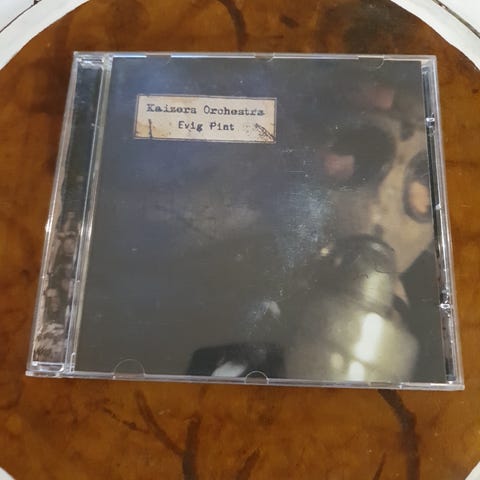 Kaizers Orchestra
Evig Pint